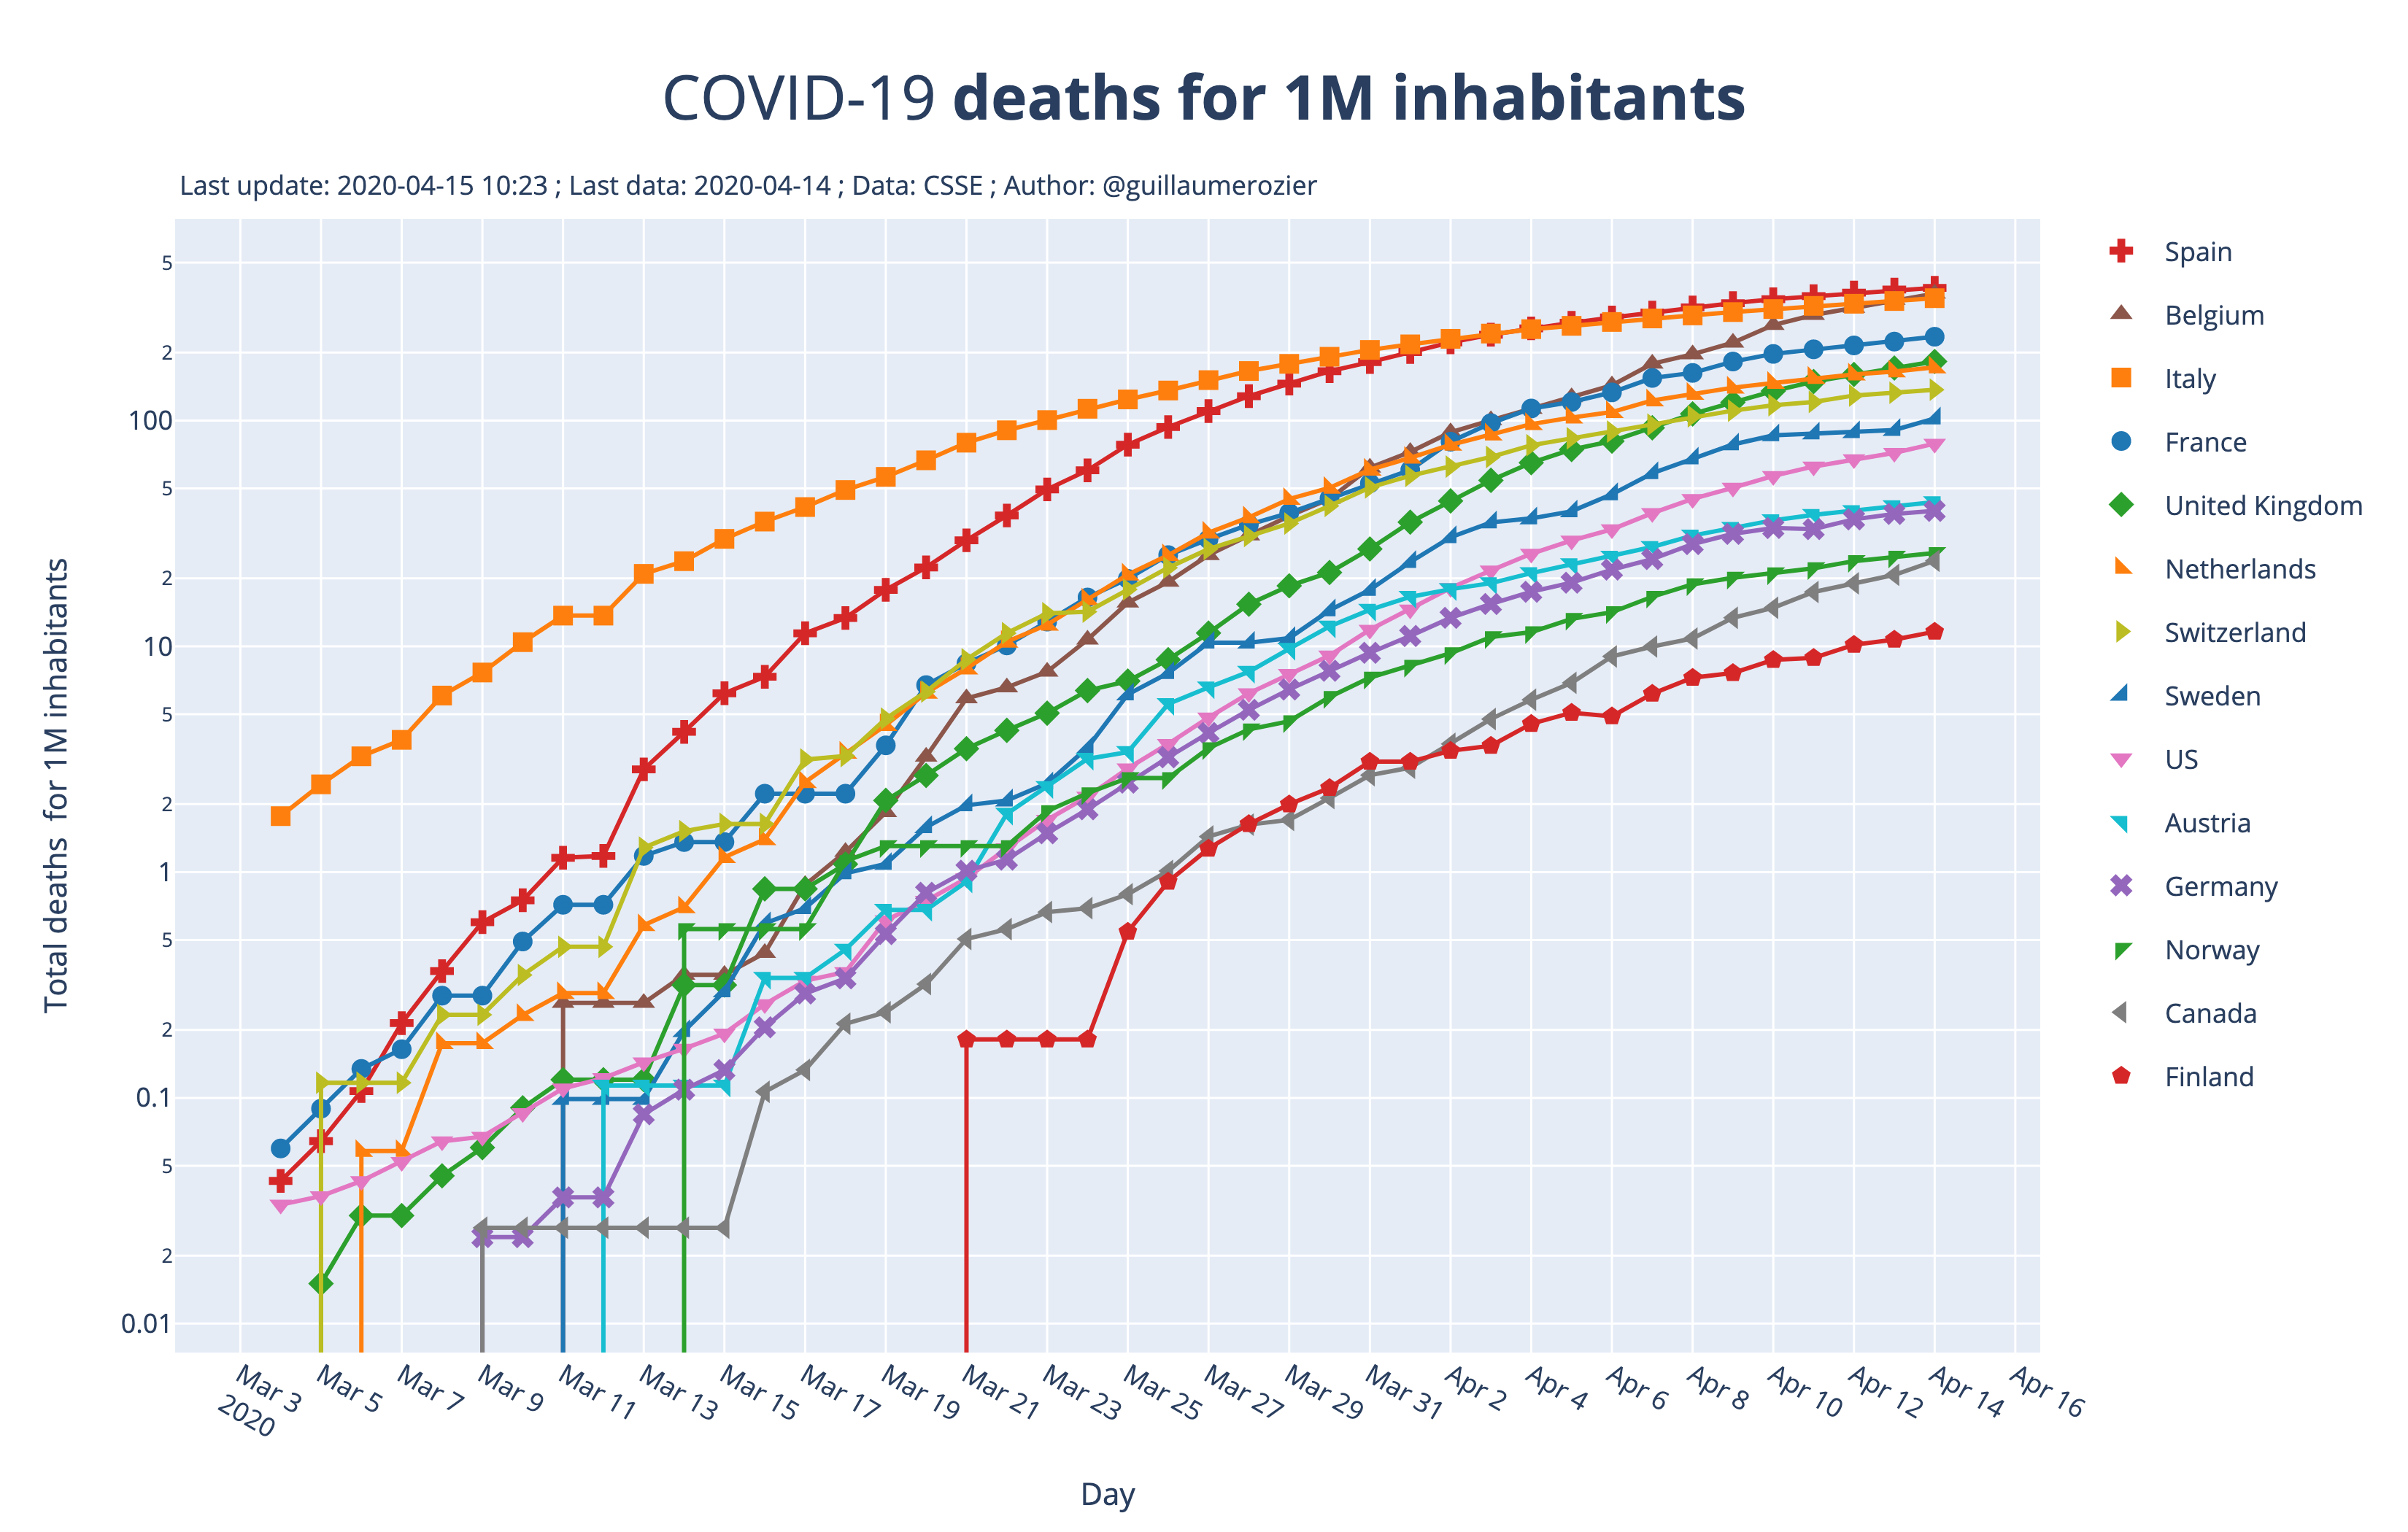 COVID-19 deaths for 1M inhabitants
Last update: 2020-04-15 10:23 ; Last data: 2020-04-14 ; Data: CSSE ; Author: @guillaumerozier
Total deaths for 1M inhabitants
5
2
100
5
2
10
5
2
1
5
2
0.1
5
2
0.01
Mar 3
2020
Mar 5
Mar 7
Mar 9
Mar 11
Mar 13
Mar 15
Mar 17
Mar 19
Mar 21
Mar 23
Mar 25
Mar 27
Mar 29
Mar 31
Apr 2
Apr 4
Apr 6
Apr 8
Apr 10
Apr 12
Apr 14
Apr 16
Day
Spain
Belgium
Italy
France
United Kingdom
Netherlands
Switzerland
Sweden
US
Austria
Germany
Norway
Canada
Finland